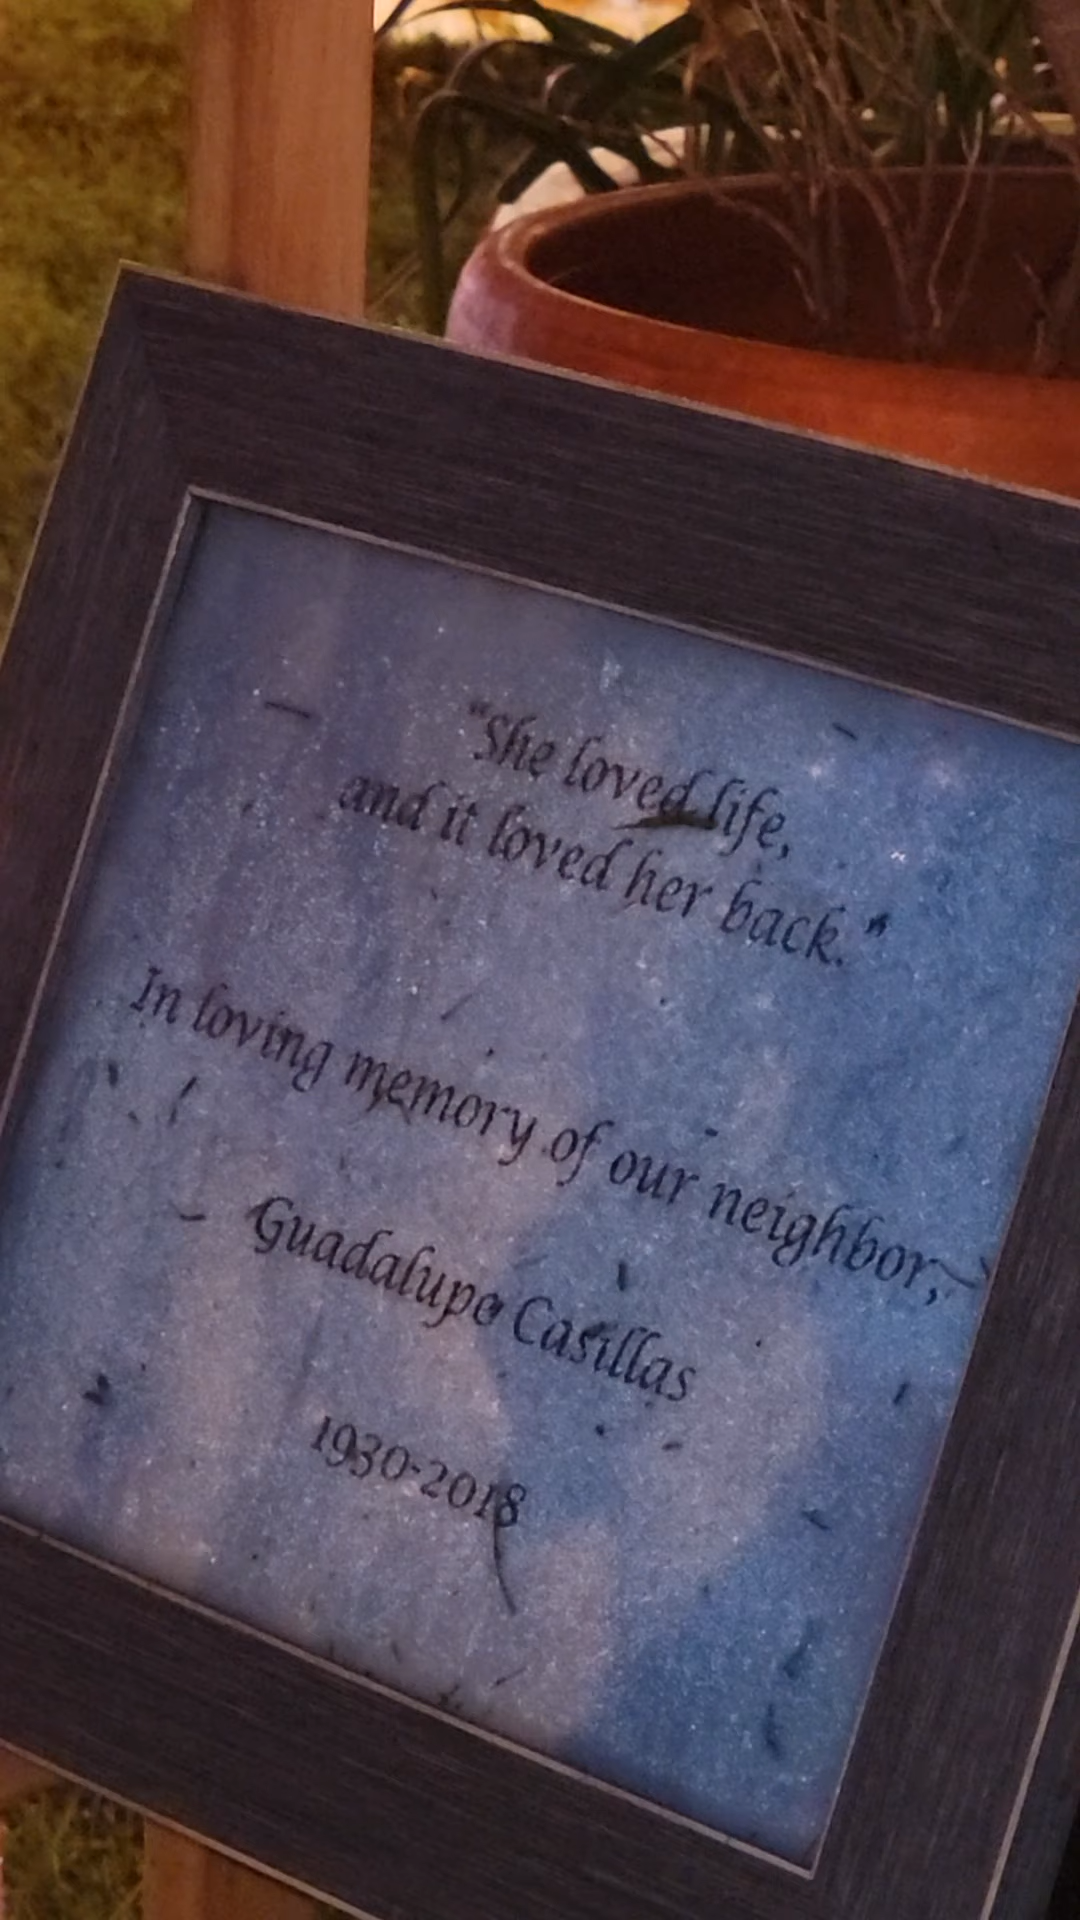 "She loved life,
and it loved her back."
In loving memory of our neighbor,
Guadalupe Casillas
1930-2018